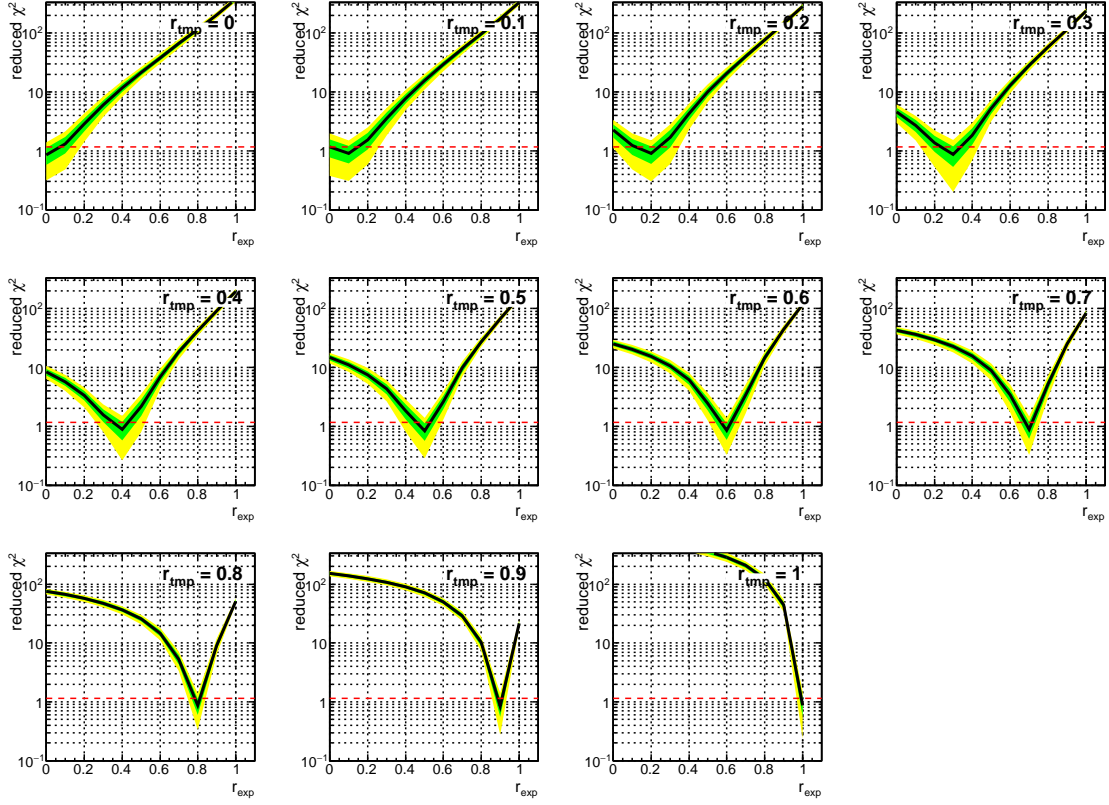 reduced χ²
r_tmp = 0
10²
10
1
10⁻¹
0 0.2 0.4 0.6 0.8 1
r_exp
reduced χ²
r_tmp = 0.1
10²
10
1
10⁻¹
0 0.2 0.4 0.6 0.8 1
r_exp
reduced χ²
r_tmp = 0.2
10²
10
1
10⁻¹
0 0.2 0.4 0.6 0.8 1
r_exp
reduced χ²
r_tmp = 0.3
10²
10
1
10⁻¹
0 0.2 0.4 0.6 0.8 1
r_exp
reduced χ²
r_tmp = 0.4
10²
10
1
10⁻¹
0 0.2 0.4 0.6 0.8 1
r_exp
reduced χ²
r_tmp = 0.5
10²
10
1
10⁻¹
0 0.2 0.4 0.6 0.8 1
r_exp
reduced χ²
r_tmp = 0.6
10²
10
1
10⁻¹
0 0.2 0.4 0.6 0.8 1
r_exp
reduced χ²
r_tmp = 0.7
10²
10
1
10⁻¹
0 0.2 0.4 0.6 0.8 1
r_exp
reduced χ²
r_tmp = 0.8
10²
10
1
10⁻¹
0 0.2 0.4 0.6 0.8 1
r_exp
reduced χ²
r_tmp = 0.9
10²
10
1
10⁻¹
0 0.2 0.4 0.6 0.8 1
r_exp
reduced χ²
r_tmp = 1
10²
10
1
10⁻¹
0 0.2 0.4 0.6 0.8 1
r_exp